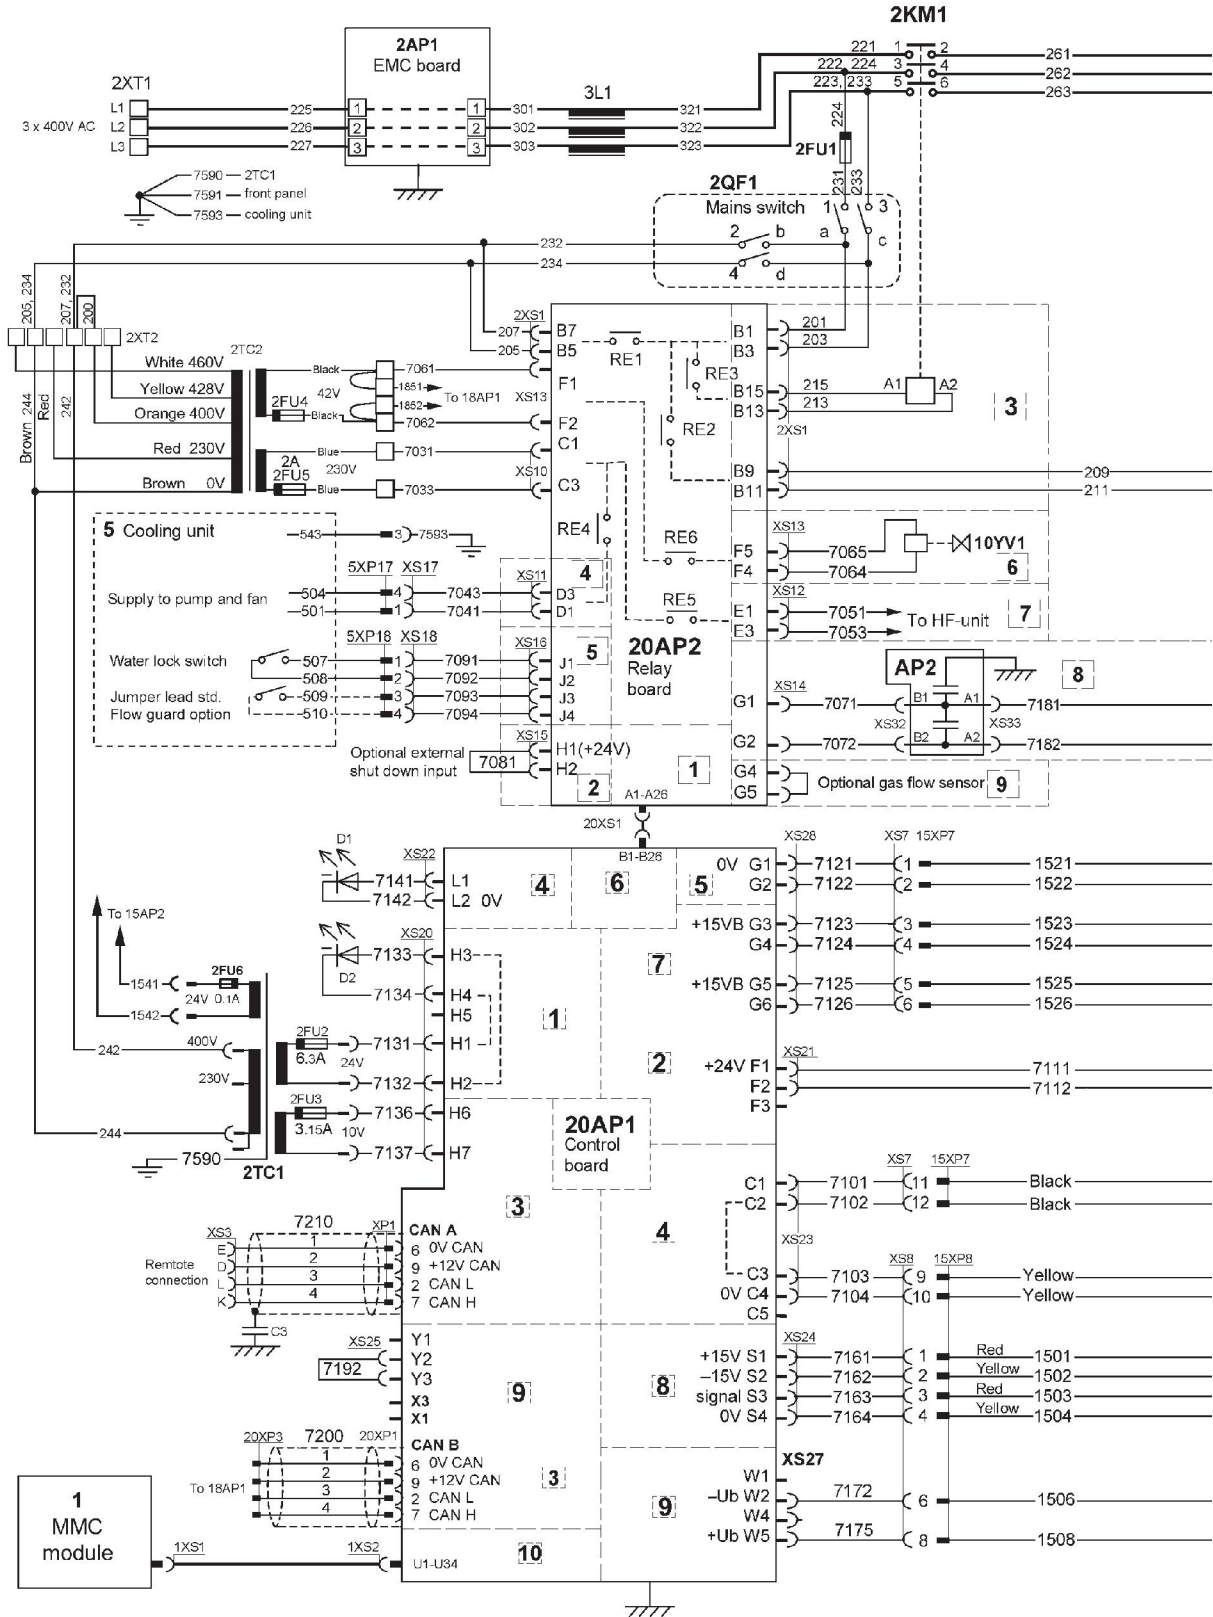 2KM1
2AP1
EMC board
2XT1
3L1
3 x 400V AC
L1 225 1 1 301 321 221 1 2 261
L2 226 2 2 302 322 222, 224 3 4 262
L3 227 3 3 303 323 223, 233 5 6 263
224
2FU1
231
233
7590 2TC1
7591 front panel
7593 cooling unit
2QF1
Mains switch
1 3
2 b a c
4 d
232
234
205, 234
207, 232
200
2XT2
2XS1
207 B7
205 B5
RE1
RE3
RE2
B1 201
B3 203
B15 215 A1 A2
B13 213
2XS1
3
B9 209
B11 211
2TC2
White 460V
Yellow 428V
Orange 400V
Red 230V
Brown 0V
Brown 244
Red
242
Black 7061 F1
42V
1851
1852
To 18AP1
XS13
2FU4 Black 7062 F2
Blue 7031 C1
2A
2FU5
230V
XS10
Blue 7033 C3
RE4
RE6
RE5
XS13
F5 7065
F4 7064
10YV1
6
XS12
E1 7051
E3 7053
To HF-unit
7
5 Cooling unit
543 3 7593
5XP17 XS17 XS11
4
Supply to pump and fan
504 4 7043 D3
501 1 7041 D1
5XP18 XS18 XS16
5
Water lock switch
507 1 7091 J1
508 2 7092 J2
Jumper lead std.
509 3 7093 J3
Flow guard option
510 4 7094 J4
20AP2
Relay
board
AP2
8
XS14
G1 7071 B1 A1 7181
XS32 XS33
G2 7072 B2 A2 7182
G4
G5
Optional gas flow sensor
9
XS15
Optional external
shut down input
7081
H1(+24V)
H2
2
1
A1-A26
20XS1
B1-B26
D1
XS22
7141 L1
7142 L2 0V
4
6
5
XS28 XS7 15XP7
0V G1 7121 1 1521
G2 7122 2 1522
+15VB G3 7123 3 1523
G4 7124 4 1524
+15VB G5 7125 5 1525
G6 7126 6 1526
7
To 15AP2
XS20
D2
7133 H3
7134 H4
H5
1
2FU6
1541
24V 0.1A
1542
242 400V
230V
244
7590
2TC1
2FU2
6.3A 24V
7131 H1
7132 H2
2FU3
3.15A 10V
7136 H6
7137 H7
2
XS21
+24V F1 7111
F2 7112
F3
20AP1
Control
board
3
4
XS7 15XP7
C1 7101 11 Black
C2 7102 12 Black
XS23
XS8 15XP8
C3 7103 9 Yellow
0V C4 7104 10 Yellow
C5
7210
XS3 XP1 CAN A
Remtote
connection
E 1 6 0V CAN
D 2 9 +12V CAN
L 3 2 CAN L
K 4 7 CAN H
C3
XS25
Y1
Y2
7192
Y3
X3
X1
9
8
XS24
+15V S1 7161 1 Red 1501
–15V S2 7162 2 Yellow 1502
signal S3 7163 3 Red 1503
0V S4 7164 4 Yellow 1504
20XP3 7200 20XP1 CAN B
To 18AP1
1 6 0V CAN
2 9 +12V CAN
3 2 CAN L
4 7 CAN H
3
9
XS27
W1
–Ub W2 7172 6 1506
W4
+Ub W5 7175 8 1508
1
MMC
module
1XS1 1XS2
U1-U34
10